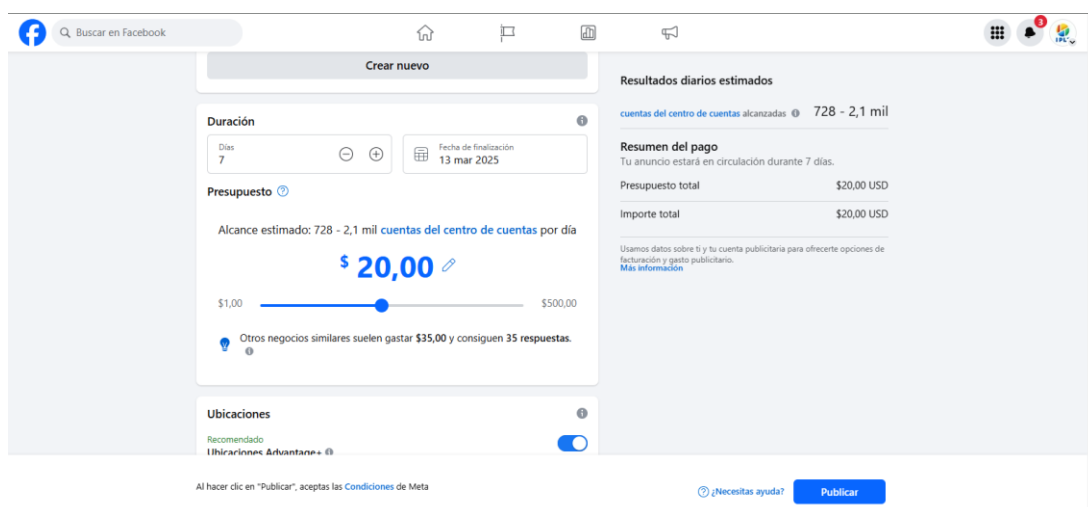 Buscar en Facebook
3
Crear nuevo
Duración
Días
7
Fecha de finalización
13 mar 2025
Presupuesto
Alcance estimado: 728 - 2,1 mil cuentas del centro de cuentas por día
$ 20,00
$1,00
$500,00
Otros negocios similares suelen gastar $35,00 y consiguen 35 respuestas.
Ubicaciones
Recomendado
Ubicaciones Advantage+
Resultados diarios estimados
cuentas del centro de cuentas alcanzadas 728 - 2,1 mil
Resumen del pago
Tu anuncio estará en circulación durante 7 días.
Presupuesto total $20,00 USD
Importe total $20,00 USD
Usamos datos sobre ti y tu cuenta publicitaria para ofrecerte opciones de
facturación y gasto publicitario.
Más información
Al hacer clic en "Publicar", aceptas las Condiciones de Meta
¿Necesitas ayuda?
Publicar